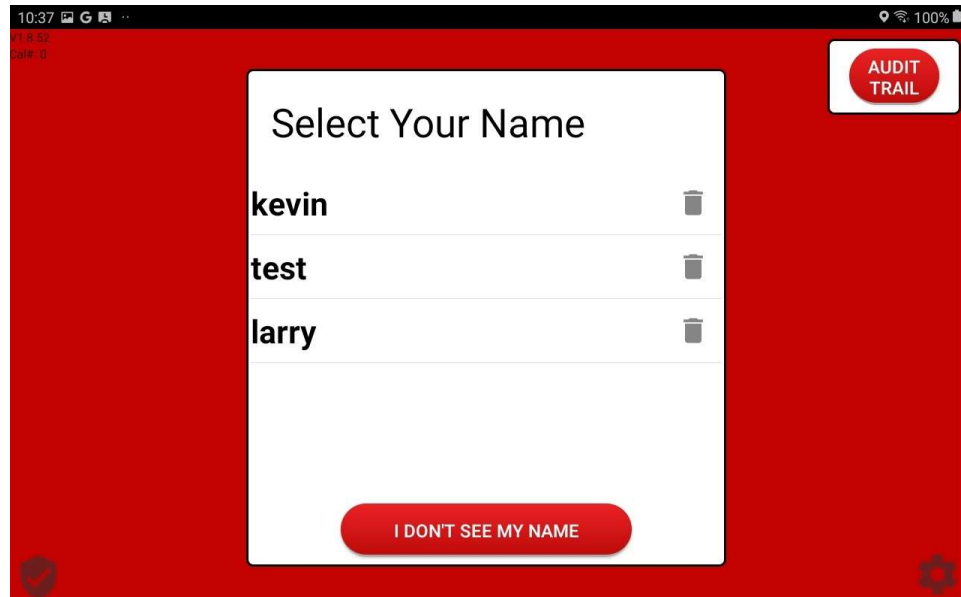 10:37 G 100%
V1.8.52
Cal#: 0
AUDIT
TRAIL
Select Your Name
kevin
test
larry
I DON'T SEE MY NAME